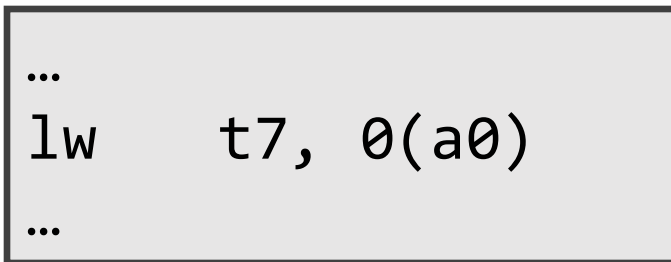 …
lw    t7, 0(a0)
…